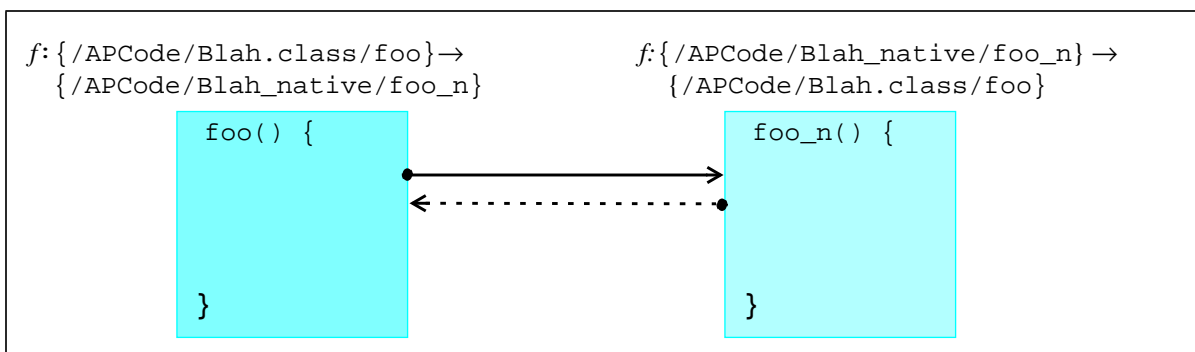 f: {/APCode/Blah.class/foo}→
{/APCode/Blah_native/foo_n}
f:{/APCode/Blah_native/foo_n} →
{/APCode/Blah.class/foo}
foo() {
}
foo_n() {
}